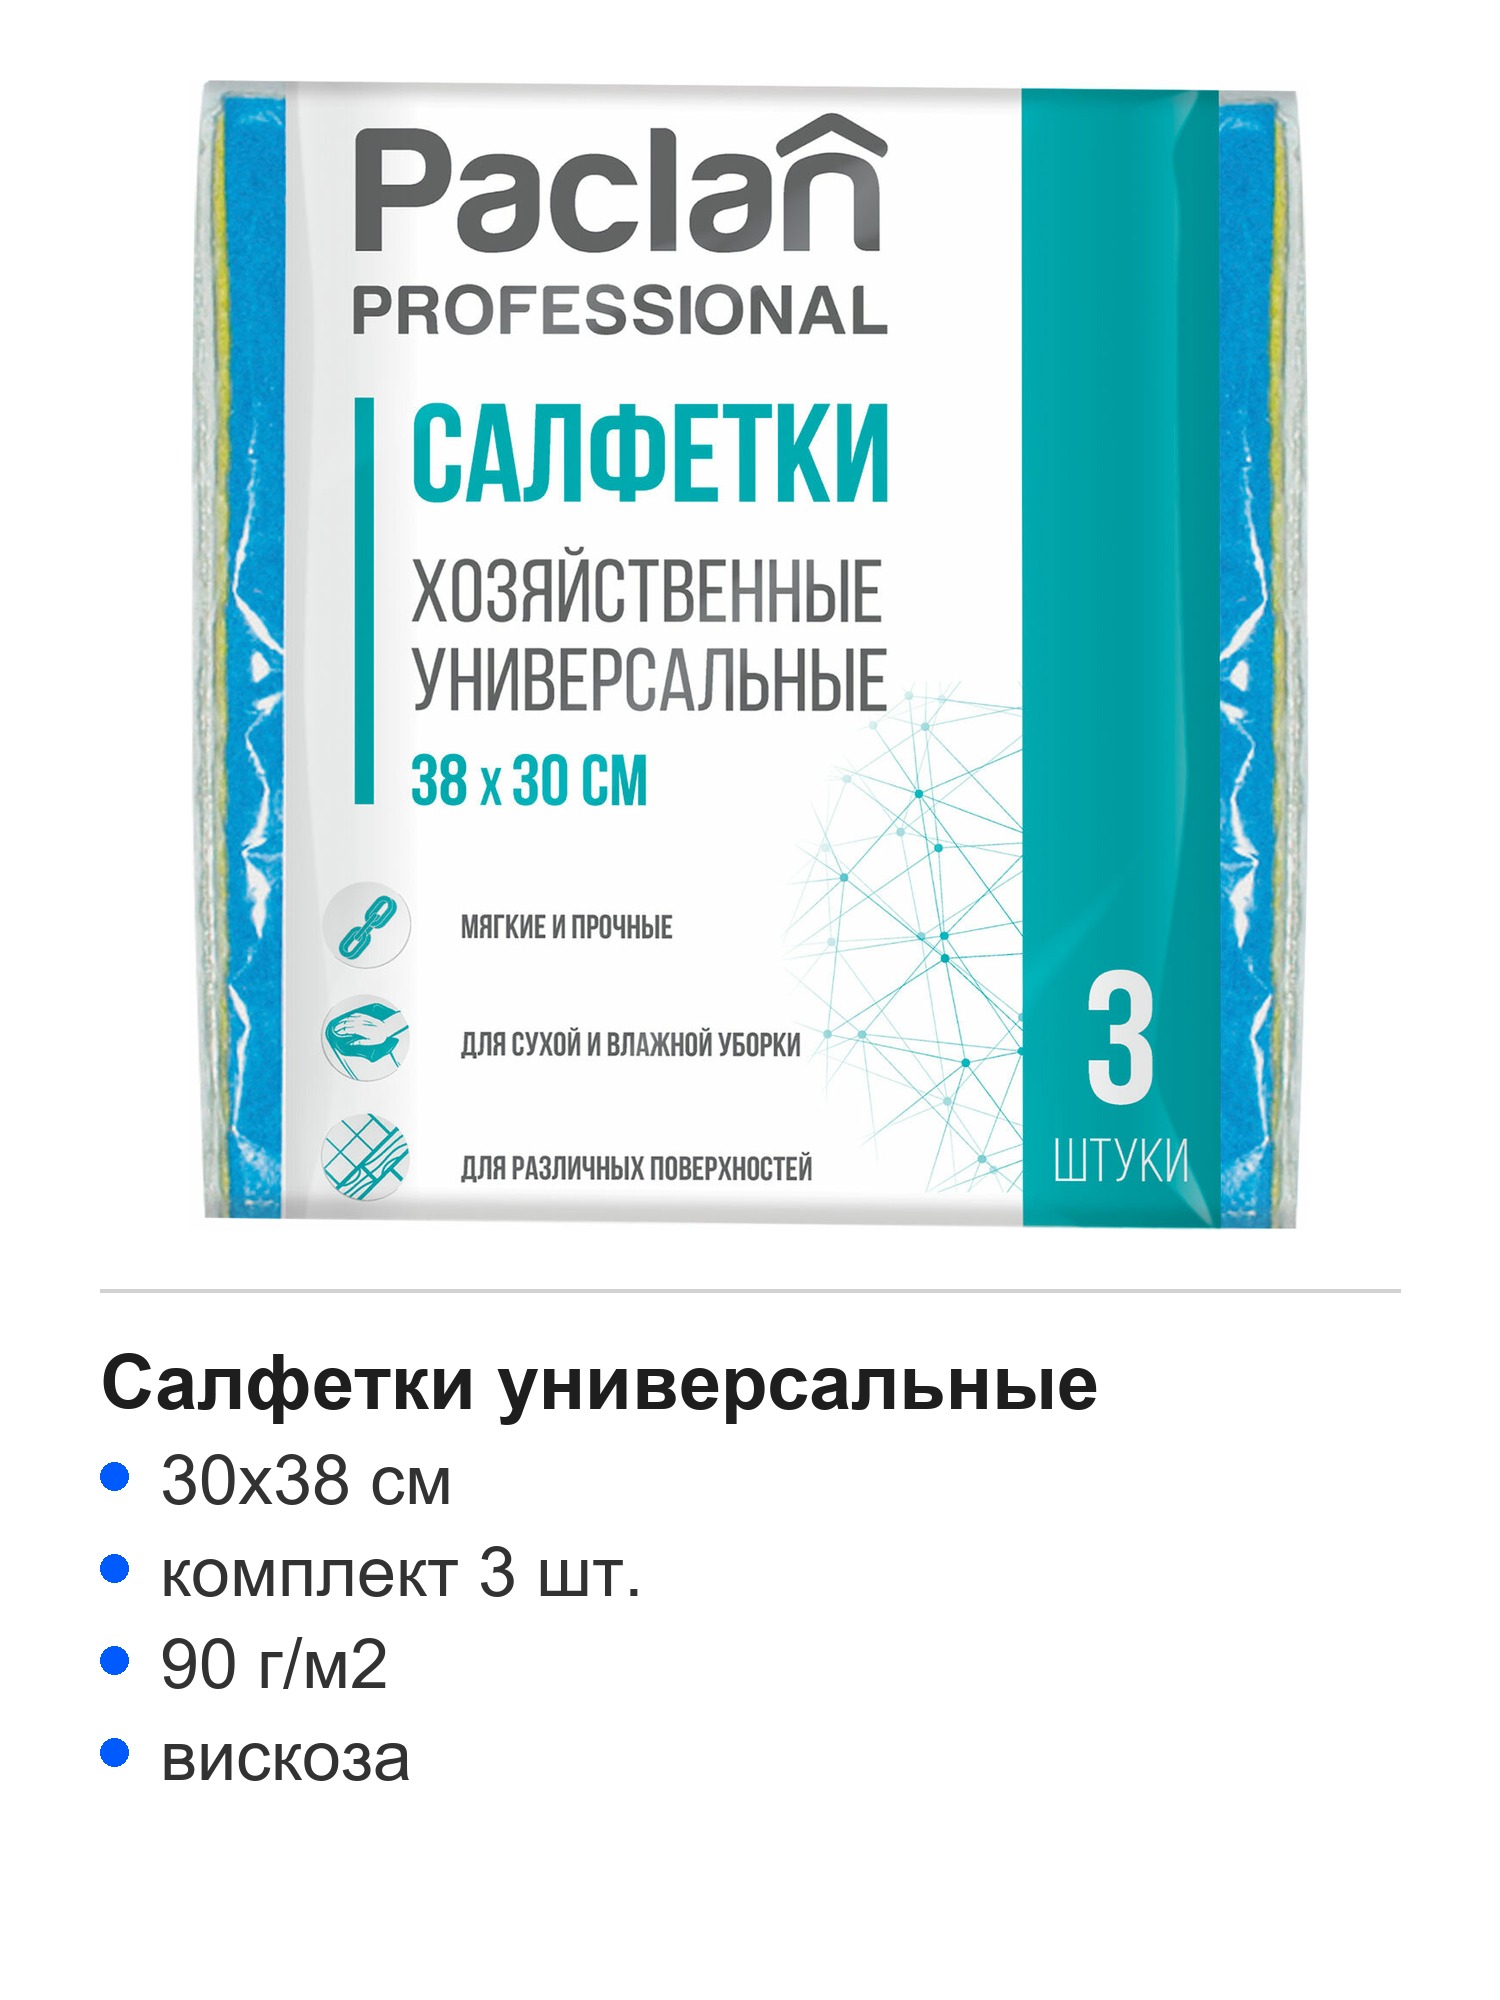 Paclan
PROFESSIONAL
САЛФЕТКИ
ХОЗЯЙСТВЕННЫЕ
УНИВЕРСАЛЬНЫЕ
38 x 30 СМ
МЯГКИЕ И ПРОЧНЫЕ
ДЛЯ СУХОЙ И ВЛАЖНОЙ УБОРКИ
ДЛЯ РАЗЛИЧНЫХ ПОВЕРХНОСТЕЙ
3
ШТУКИ
Салфетки универсальные
30х38 см
комплект 3 шт.
90 г/м2
вискоза